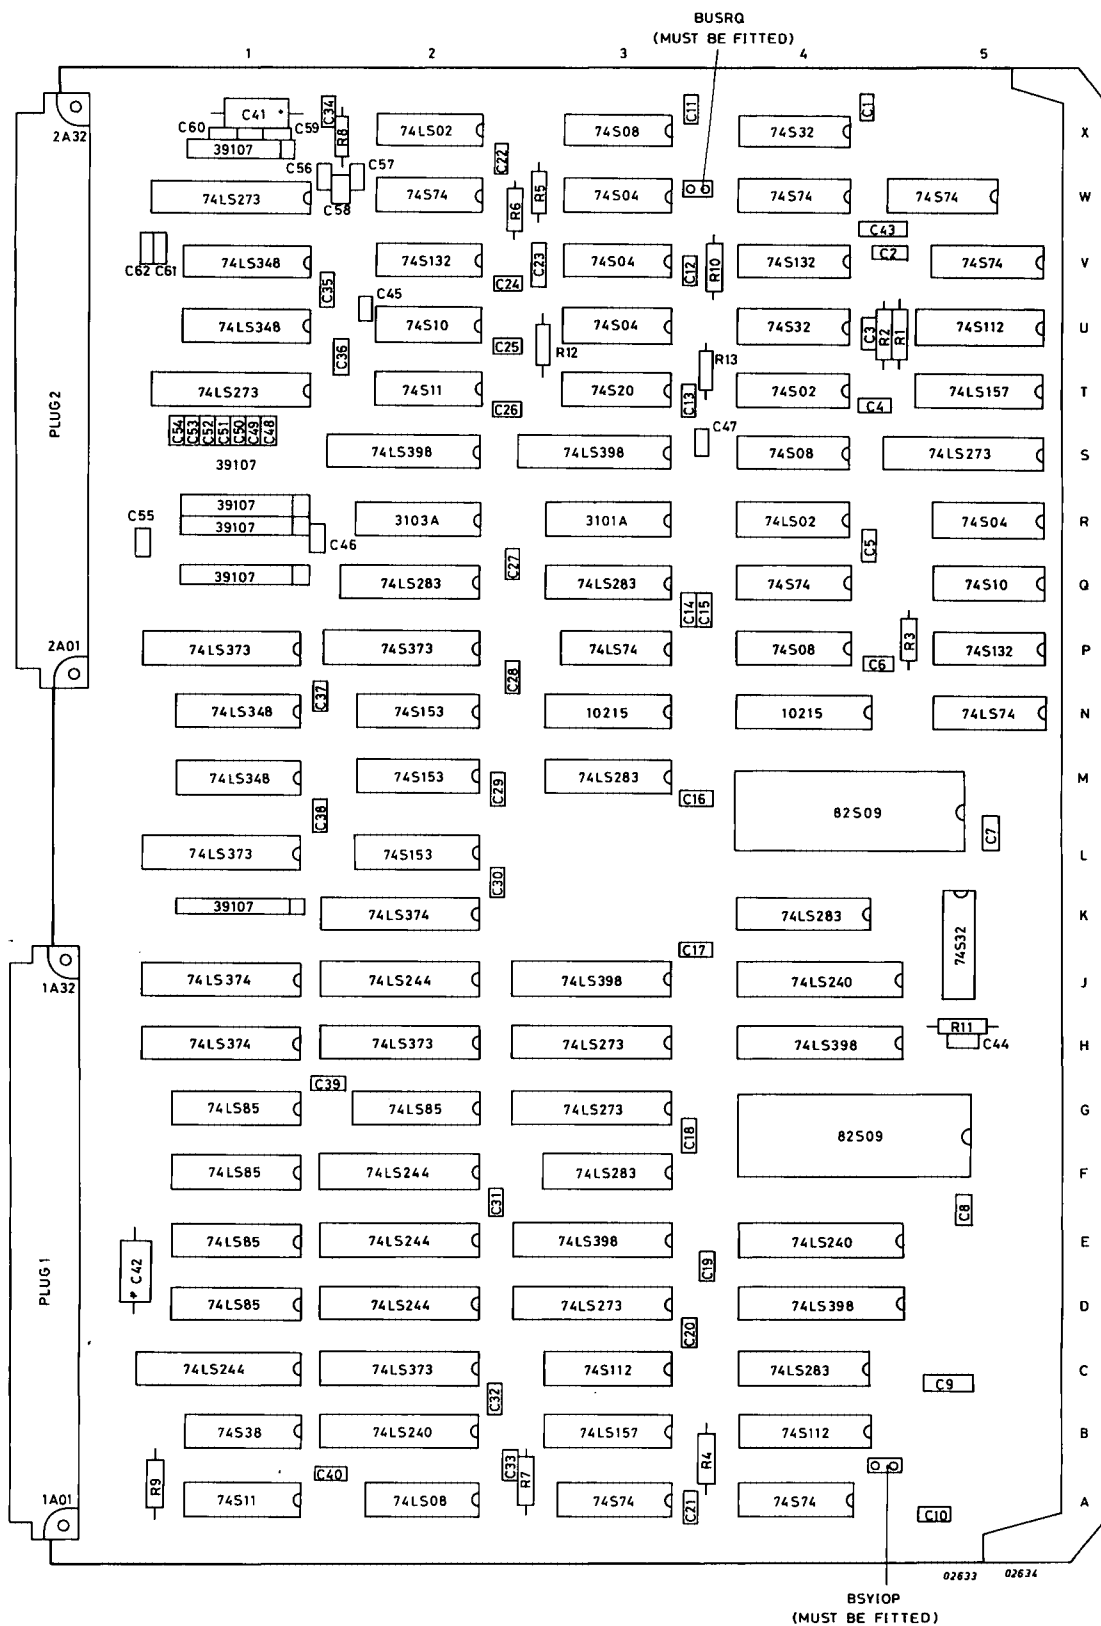 BUSRQ
(MUST BE FITTED)
1 2 3 4 5
2A32
C60 C41 * C59 C34 R8 74LS02 C22 74S08 C11 74S32 C1 X
39107
C56 C57 C58
74LS273 74S74 R6 R5 74S04 74S74 74S74 W
C43
C2
C62 C61 74LS348 C35 74S132 C24 C23 74S04 C12 R10 74S132 74S74 V
C45
74LS348 C36 74S10 C25 R12 74S04 74S32 C3 R2 R1 74S112 U
R13
PLUG 2
74LS273 74S11 C26 74S20 C13 74S02 C4 74LS157 T
C54 C53 C52 C51 C50 C49 C48 C47
39107 74LS398 74LS398 74S08 74LS273 S
39107
39107
C55 C46 3103A 3101A 74LS02 C5 74S04 R
39107 74LS283 C27 74LS283 C14 C15 74S74 74S10 Q
2A01
74LS373 74S373 C28 74LS74 74S08 C6 R3 74S132 P
74LS348 C37 74S153 10215 10215 74LS74 N
74LS348 C38 74S153 C29 74LS283 C16 82S09 C7 M
74LS373 74S153 C30 L
39107 74LS374 74LS283 74S32 K
C17
1A32
74LS374 74LS244 74LS398 74LS240 J
R11
C44
74LS374 74LS373 74LS273 74LS398 H
C39
74LS85 74LS85 74LS273 C18 82S09 G
74LS85 74LS244 C31 74LS283 C8 F
PLUG 1
* C42 74LS85 74LS244 74LS398 C19 74LS240 E
74LS85 74LS244 74LS273 C20 74LS398 D
74LS244 74LS373 C32 74S112 74LS283 C9 C
74S38 74LS240 74LS157 R4 74S112 B
1A01
R9 74S11 C40 74LS08 C33 R7 74S74 C21 74S74 C10 A
02633 02634
BSYIOP
(MUST BE FITTED)